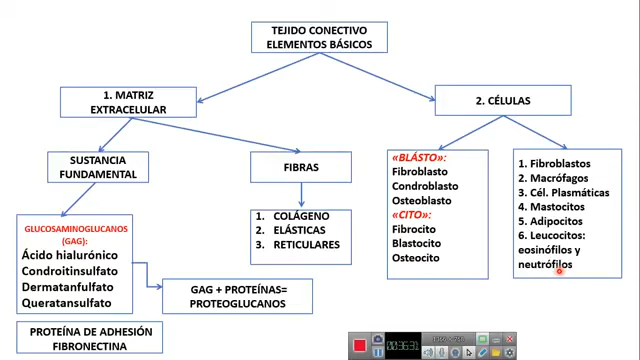 TEJIDO CONECTIVO
ELEMENTOS BÁSICOS
1. MATRIZ
EXTRACELULAR
2. CÉLULAS
SUSTANCIA
FUNDAMENTAL
FIBRAS
«BLÁSTO»:
Fibroblasto
Condroblasto
Osteoblasto
«CITO»:
Fibrocito
Blastocito
Osteocito
1. Fibroblastos
2. Macrófagos
3. Cél. Plasmáticas
4. Mastocitos
5. Adipocitos
6. Leucocitos:
eosinófilos y
neutrófilos
GLUCOSAMINOGLUCANOS
(GAG):
Ácido hialurónico
Condroitinsulfato
Dermatanfulfato
Queratansulfato
1. COLÁGENO
2. ELÁSTICAS
3. RETICULARES
GAG + PROTEÍNAS=
PROTEOGLUCANOS
PROTEÍNA DE ADHESIÓN
FIBRONECTINA